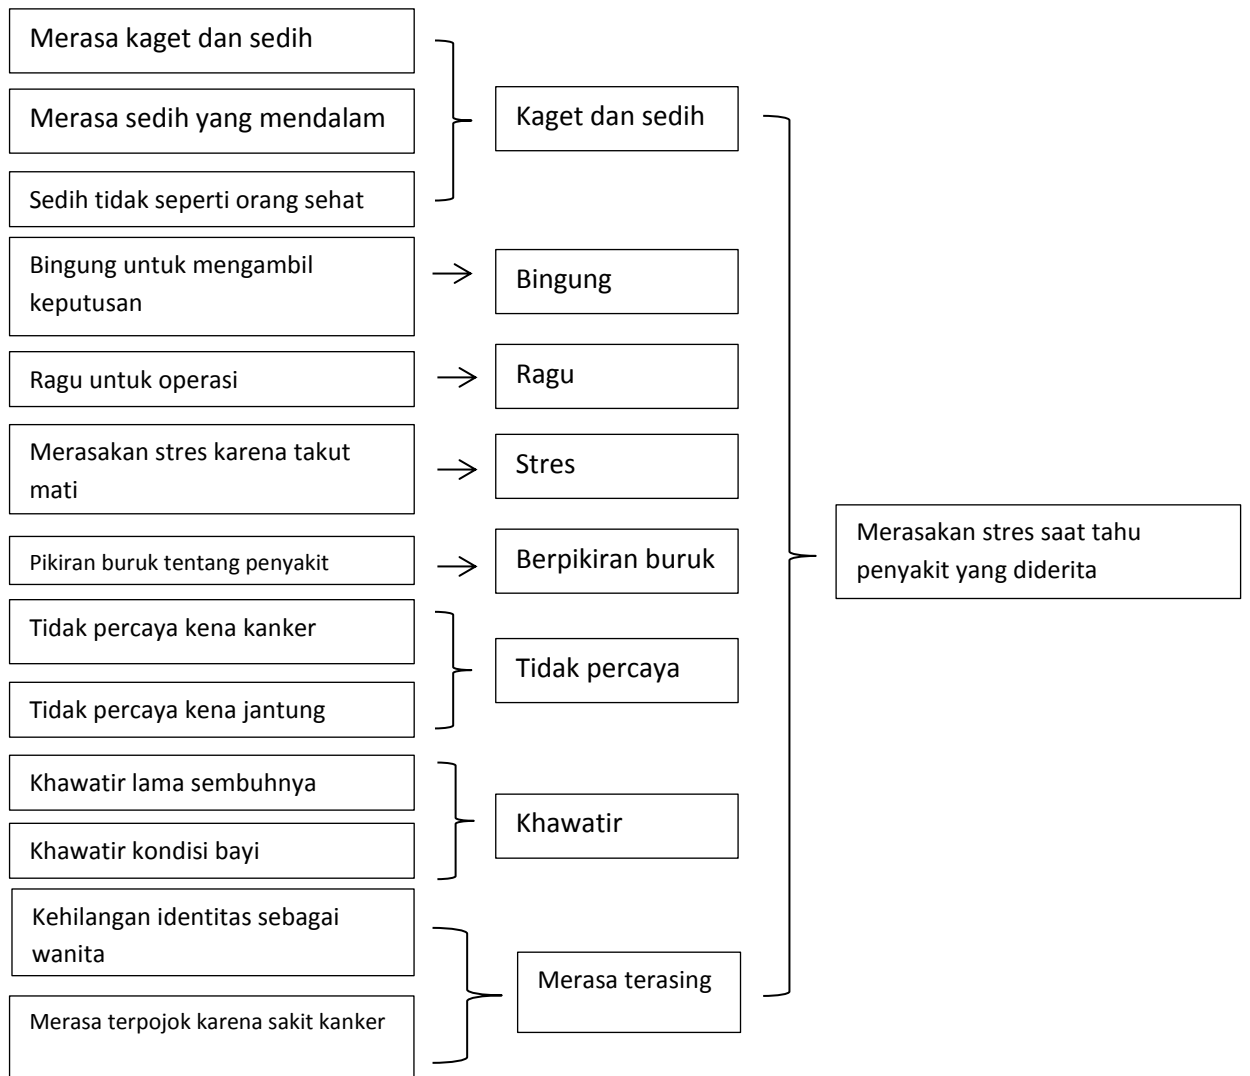 Merasa kaget dan sedih
Merasa sedih yang mendalam
Sedih tidak seperti orang sehat
Bingung untuk mengambil
keputusan
Ragu untuk operasi
Merasakan stres karena takut
mati
Pikiran buruk tentang penyakit
Tidak percaya kena kanker
Tidak percaya kena jantung
Khawatir lama sembuhnya
Khawatir kondisi bayi
Kehilangan identitas sebagai
wanita
Merasa terpojok karena sakit kanker
Kaget dan sedih
Bingung
Ragu
Stres
Berpikiran buruk
Tidak percaya
Khawatir
Merasa terasing
Merasakan stres saat tahu
penyakit yang diderita